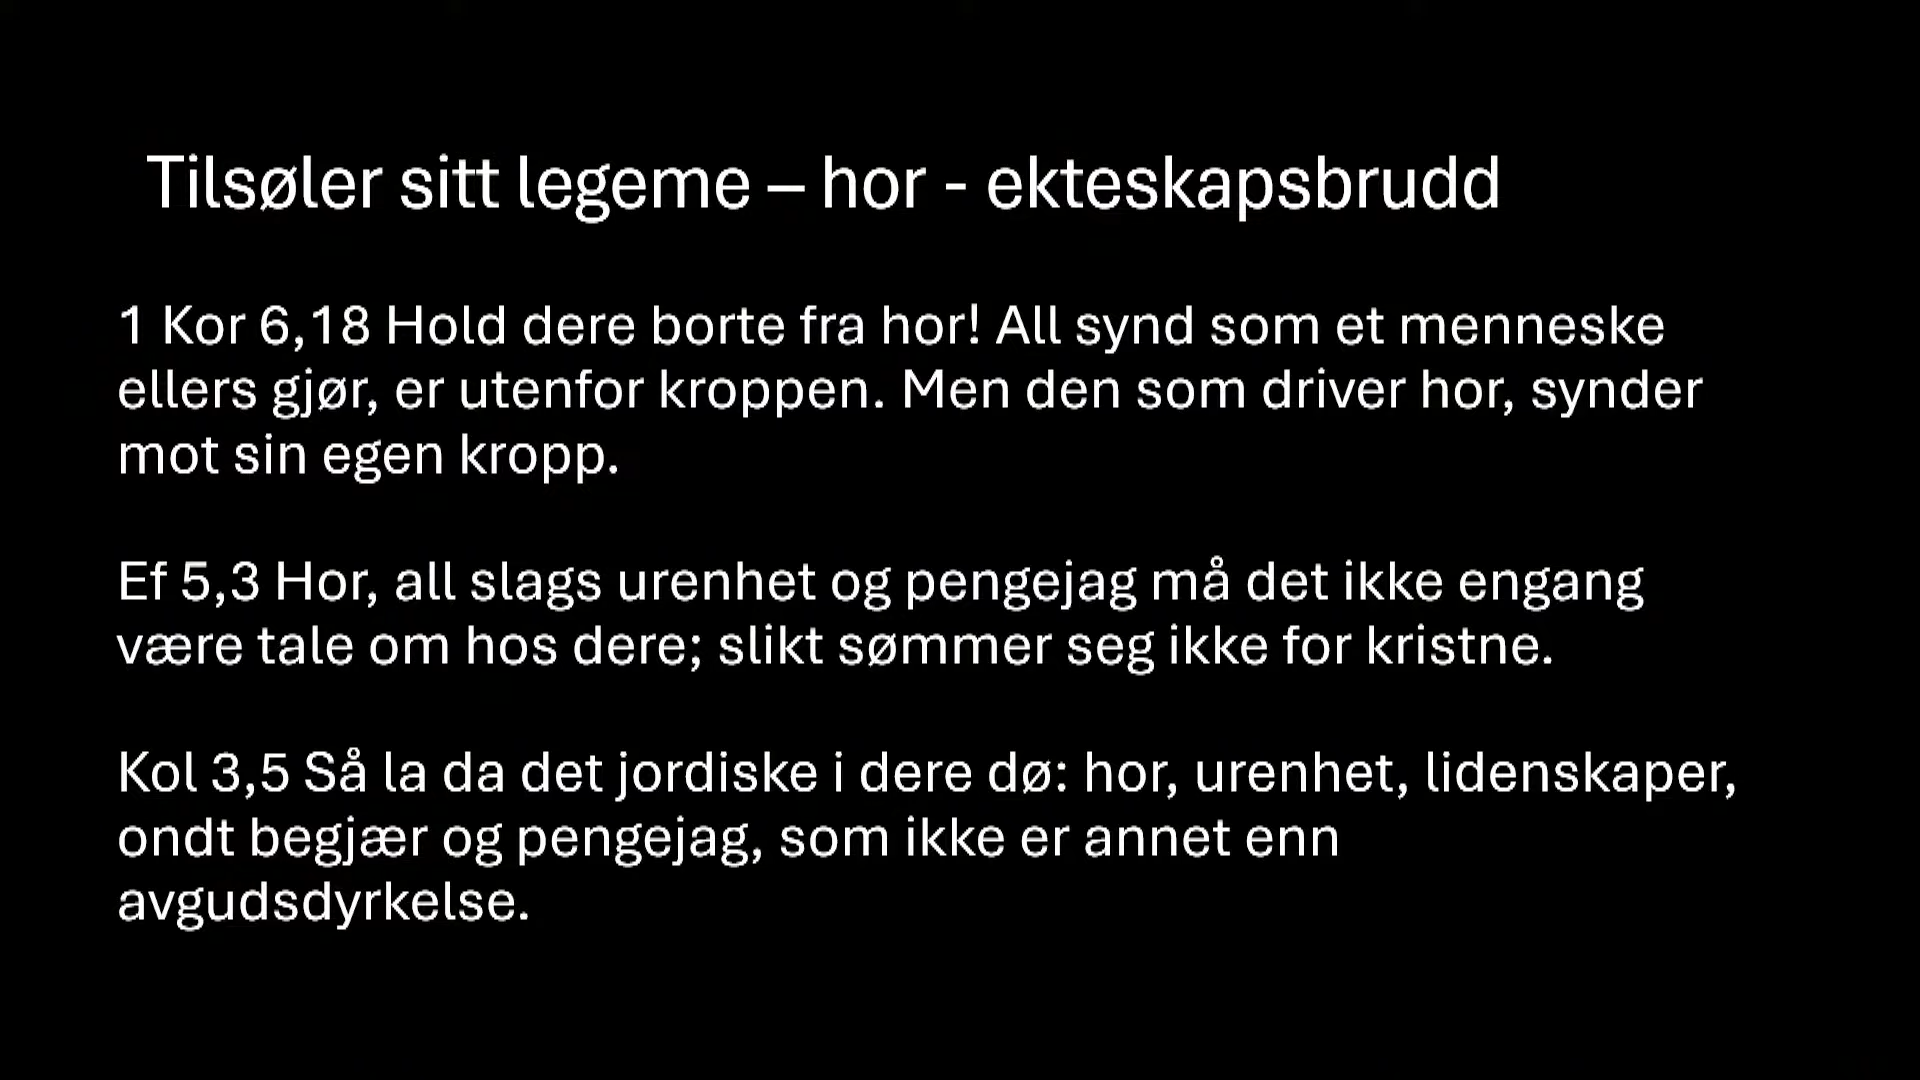 Tilsøler sitt legeme – hor - ekteskapsbrudd
1 Kor 6,18 Hold dere borte fra hor! All synd som et menneske
ellers gjør, er utenfor kroppen. Men den som driver hor, synder
mot sin egen kropp.
Ef 5,3 Hor, all slags urenhet og pengejag må det ikke engang
være tale om hos dere; slikt sømmer seg ikke for kristne.
Kol 3,5 Så la da det jordiske i dere dø: hor, urenhet, lidenskaper,
ondt begjær og pengejag, som ikke er annet enn
avgudsdyrkelse.